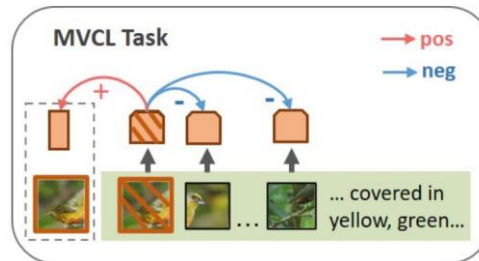 MVCL Task
pos
neg
+
-
-
...
... covered in
yellow, green...